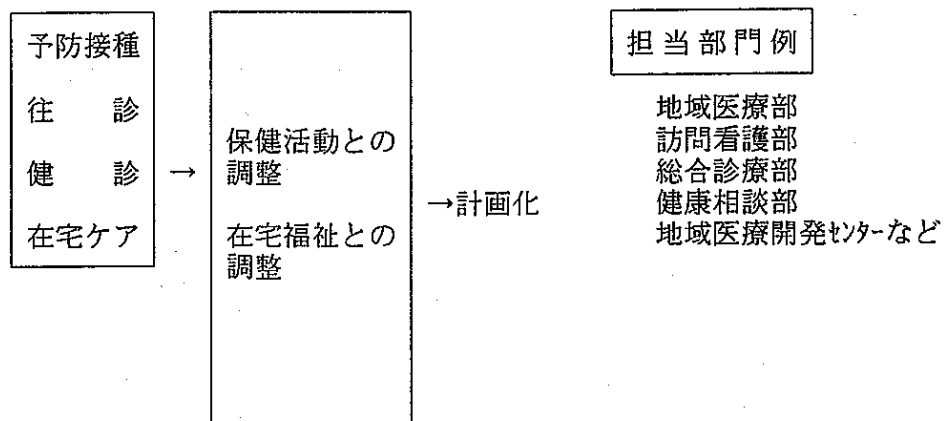 予防接種
往　　診
健　　診
在宅ケア
→
保健活動との
調整
在宅福祉との
調整
→計画化
担当部門例
地域医療部
訪問看護部
総合診療部
健康相談部
地域医療開発センターなど